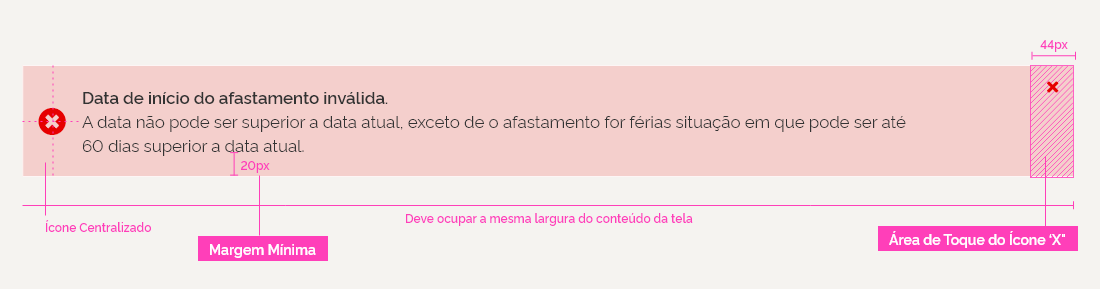 44px
Data de início do afastamento inválida.
A data não pode ser superior a data atual, exceto de o afastamento for férias situação em que pode ser até
60 dias superior a data atual.
20px
Deve ocupar a mesma largura do conteúdo da tela
Ícone Centralizado
Margem Mínima
Área de Toque do Ícone 'X"